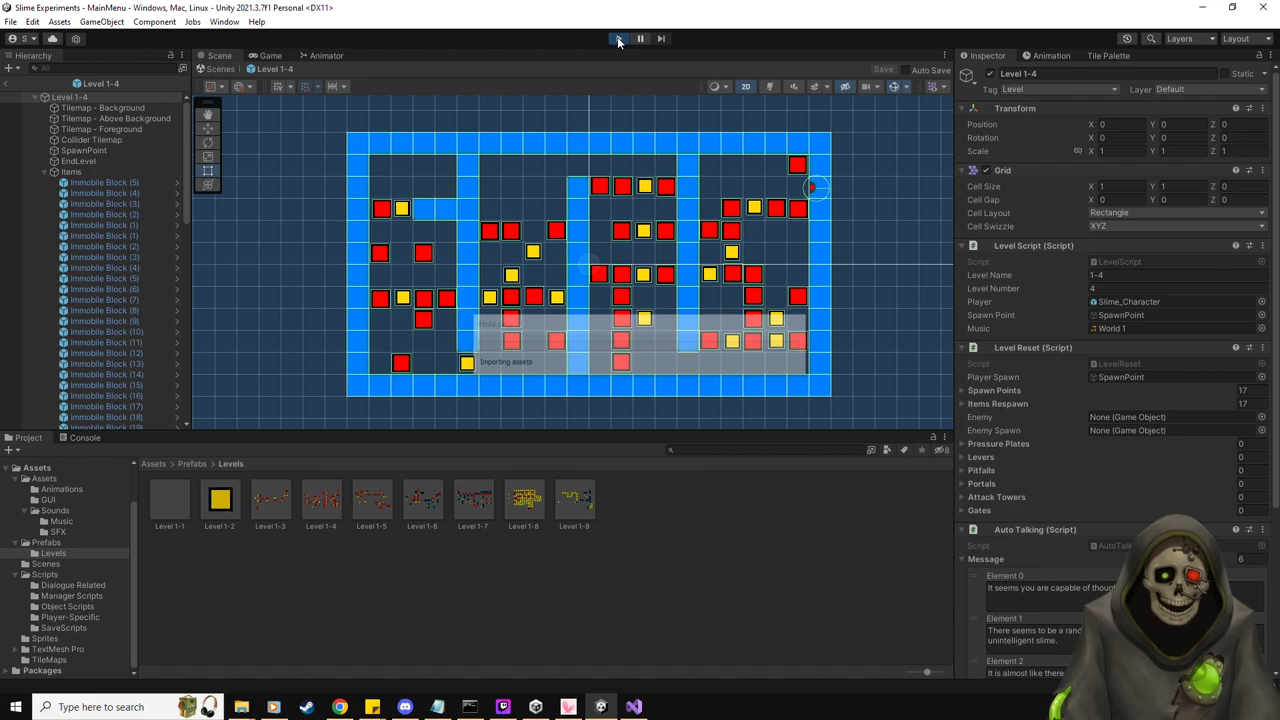 Slime Experiments - MainMenu - Windows, Mac, Linux - Unity 2021.3.7f1 Personal <DX11>
File Edit Assets GameObject Component Jobs Window Help
S Layers Layout
Hierarchy Scene Game Animator Inspector Animation Tile Palette
All Scenes Level 1-4 Save Auto Save
Level 1-4
Level 1-4 Static
Tag Level Layer Default
2D
Level 1-4
Tilemap - Background
Tilemap - Above Background
Tilemap - Foreground
Collider Tilemap
SpawnPoint
EndLevel
Items
Immobile Block (5)
Immobile Block (4)
Immobile Block (3)
Immobile Block (2)
Immobile Block (1)
Immobile Block (1)
Immobile Block (2)
Immobile Block (3)
Immobile Block (4)
Immobile Block (5)
Immobile Block (6)
Immobile Block (7)
Immobile Block (8)
Immobile Block (9)
Immobile Block (10)
Immobile Block (11)
Immobile Block (12)
Immobile Block (13)
Immobile Block (14)
Immobile Block (15)
Immobile Block (16)
Immobile Block (17)
Immobile Block (18)
Immobile Block (19)
Importing assets
Transform
Position X 0 Y 0 Z 0
Rotation X 0 Y 0 Z 0
Scale X 1 Y 1 Z 1
Grid
Cell Size X 1 Y 1 Z 0
Cell Gap X 0 Y 0 Z 0
Cell Layout Rectangle
Cell Swizzle XYZ
Level Script (Script)
Script LevelScript
Level Name 1-4
Level Number 4
Player Slime_Character
Spawn Point SpawnPoint
Music World 1
Level Reset (Script)
Script LevelReset
Player Spawn SpawnPoint
Spawn Points 17
Items Respawn 17
Enemy None (Game Object)
Enemy Spawn None (Game Object)
Pressure Plates 0
Levers 0
Pitfalls 0
Portals 0
Attack Towers 0
Gates 0
Auto Talking (Script)
Script
Message 6
Element 0
It seems you are capable of
Element 1
There seems to be a
unintelligent slime.
Element 2
It is almost like there
Project Console
8
Assets
Assets
Animations
GUI
Sounds
Music
SFX
Prefabs
Levels
Scenes
Scripts
Dialogue Related
Manager Scripts
Object Scripts
Player-Specific
SaveScripts
Sprites
TextMesh Pro
TileMaps
Packages
Assets > Prefabs > Levels
Level 1-1 Level 1-2 Level 1-3 Level 1-4 Level 1-5 Level 1-6 Level 1-7 Level 1-8 Level 1-9
Type here to search